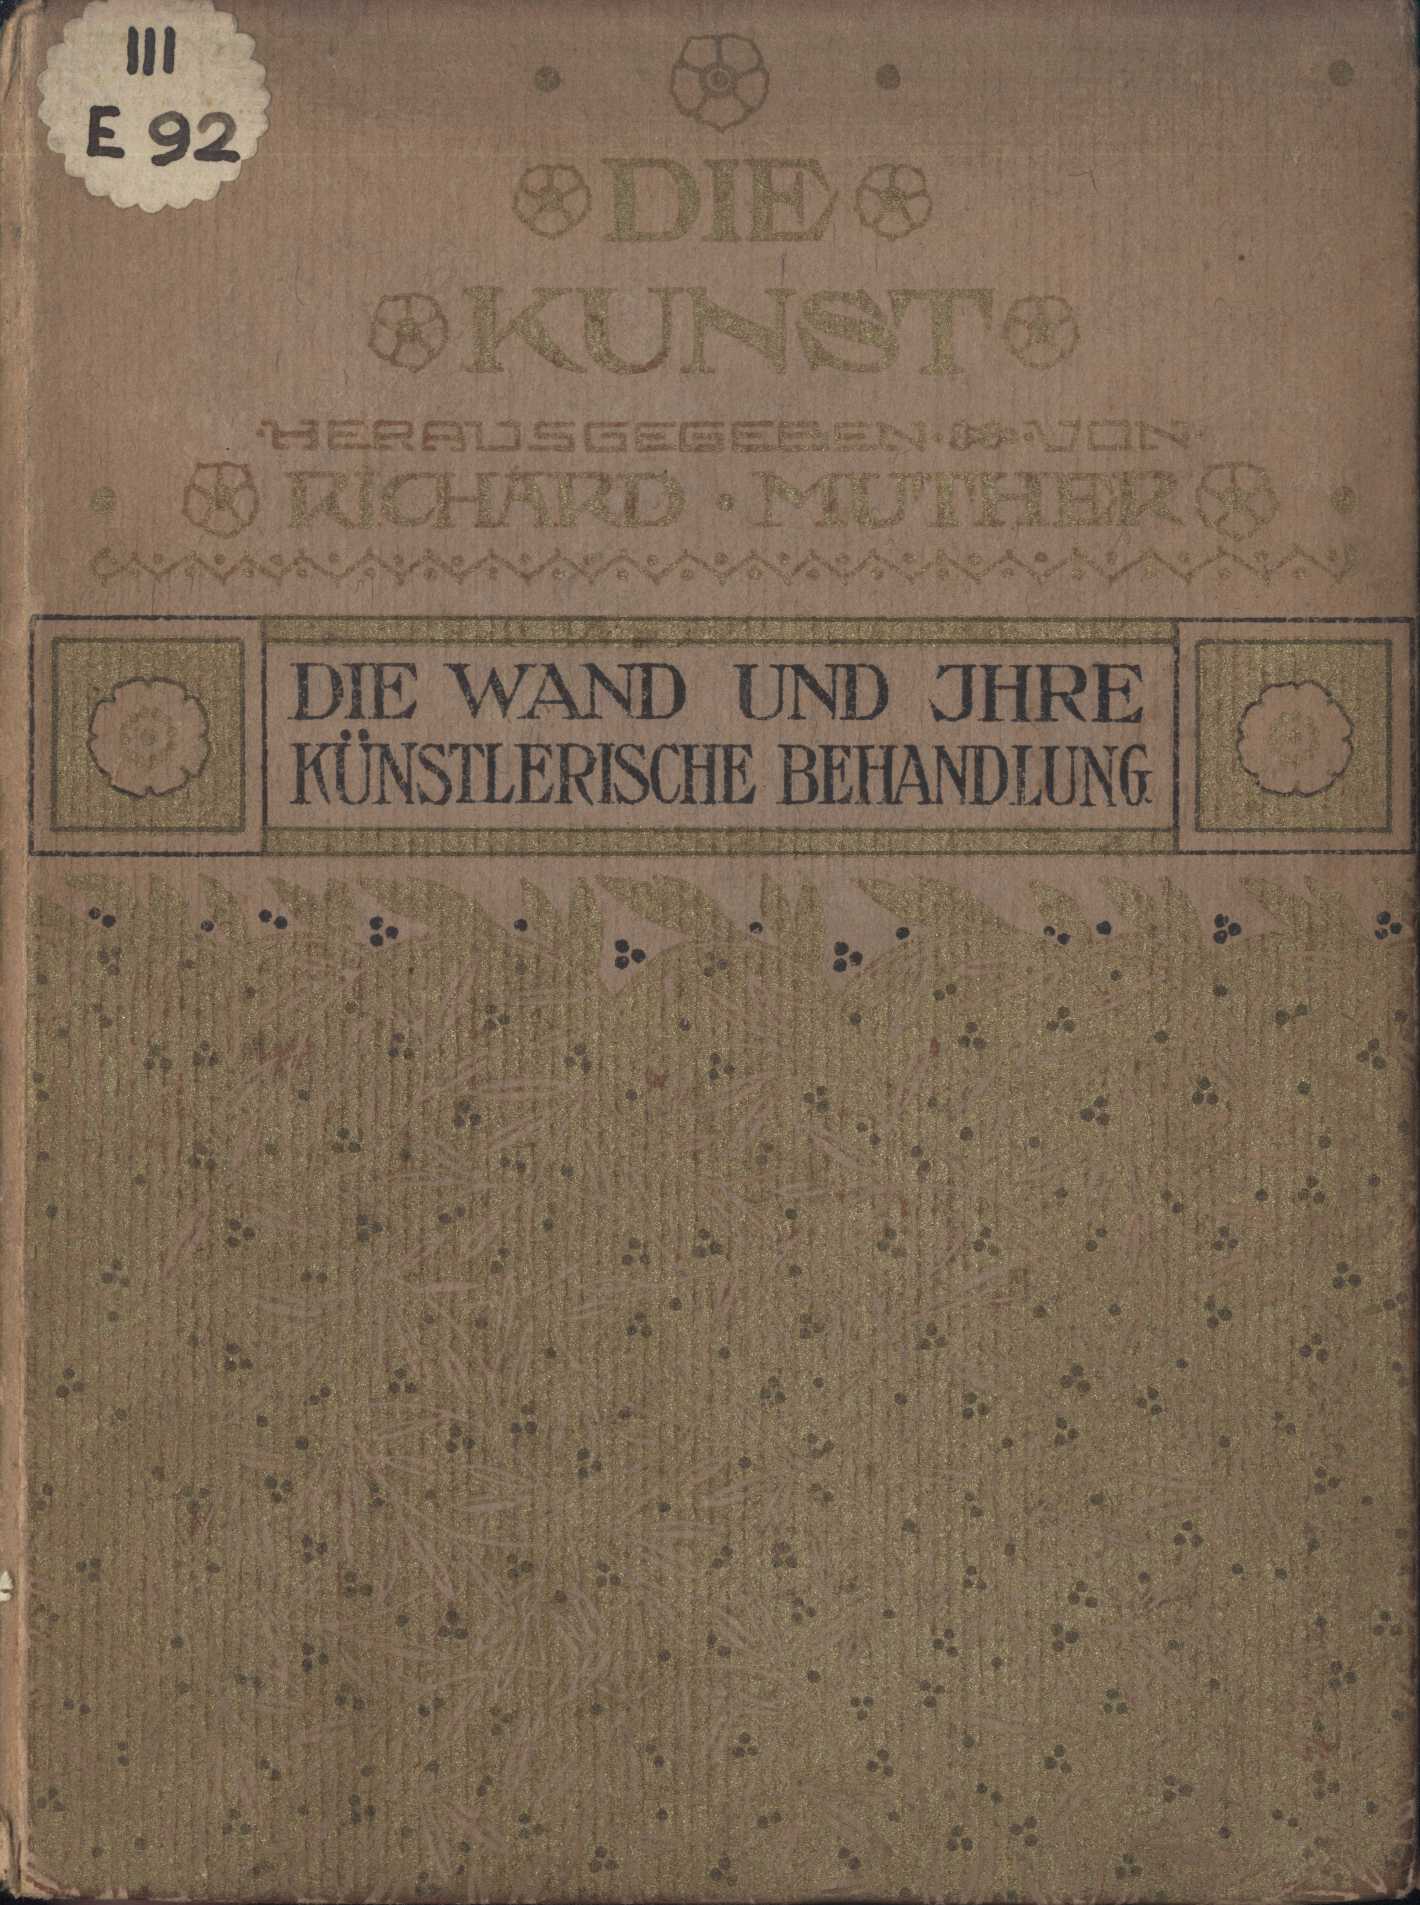 III
E 92
DIE
KUNST
HERAUSGEGEBEN · VON
RICHARD · MUTHER
DIE WAND UND JHRE
KÜNSTLERISCHE BEHANDLUNG